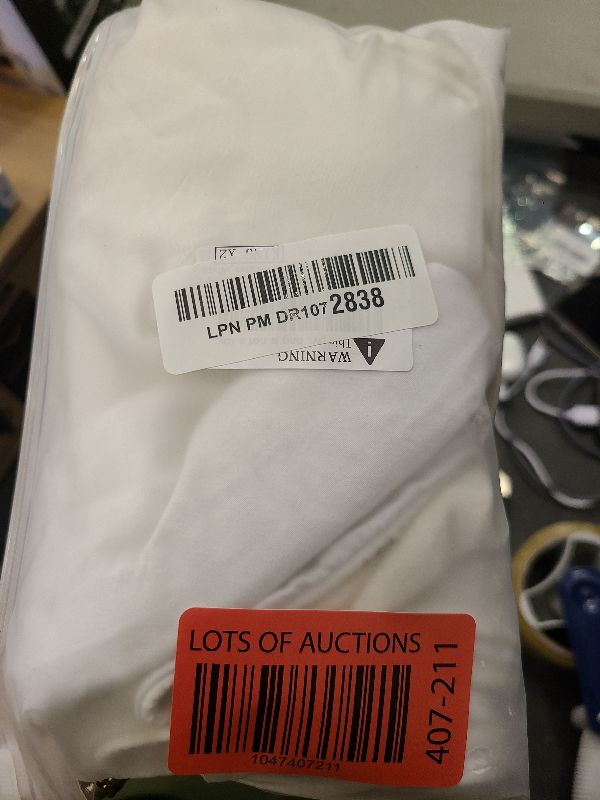 LPN PM DR1072838
WARNING
LOTS OF AUCTIONS
1047407211
407-211